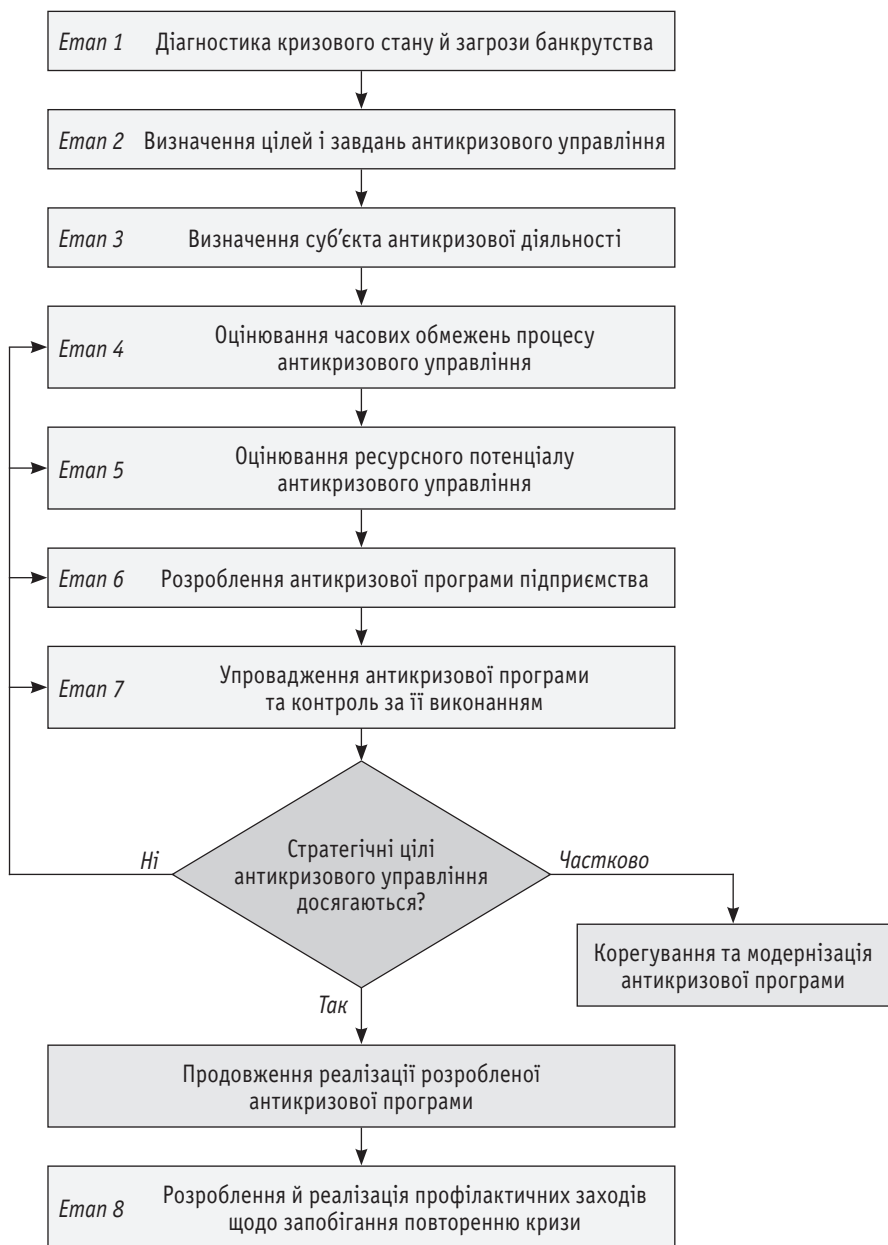 Етап 1 Діагностика кризового стану й загрози банкрутства
Етап 2 Визначення цілей і завдань антикризового управління
Етап 3 Визначення суб’єкта антикризової діяльності
Етап 4 Оцінювання часових обмежень процесу
антикризового управління
Етап 5 Оцінювання ресурсного потенціалу
антикризового управління
Етап 6 Розроблення антикризової програми підприємства
Етап 7 Упровадження антикризової програми
та контроль за її виконанням
Ні
Стратегічні цілі
антикризового управління
досягаються?
Частково
Корегування та модернізація
антикризової програми
Так
Продовження реалізації розробленої
антикризової програми
Етап 8 Розроблення й реалізація профілактичних заходів
щодо запобігання повторенню кризи